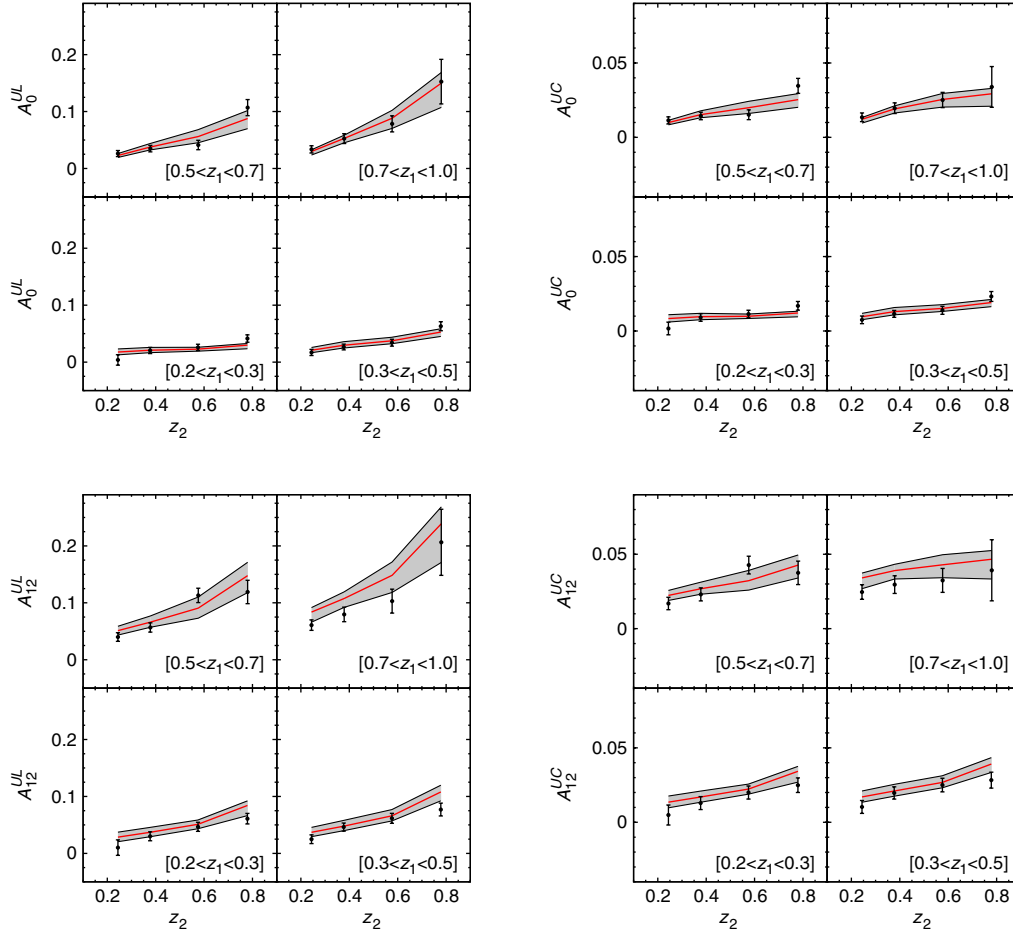 0.2
0.1
0
A_0^{UL}
[0.5<z_1<0.7]
[0.7<z_1<1.0]
0.2
0.1
0
A_0^{UL}
[0.2<z_1<0.3]
[0.3<z_1<0.5]
0.2 0.4 0.6 0.8 0.2 0.4 0.6 0.8
z_2 z_2
0.05
0
A_0^{UC}
[0.5<z_1<0.7]
[0.7<z_1<1.0]
0.05
0
A_0^{UC}
[0.2<z_1<0.3]
[0.3<z_1<0.5]
0.2 0.4 0.6 0.8 0.2 0.4 0.6 0.8
z_2 z_2
0.2
0.1
0
A_{12}^{UL}
[0.5<z_1<0.7]
[0.7<z_1<1.0]
0.2
0.1
0
A_{12}^{UL}
[0.2<z_1<0.3]
[0.3<z_1<0.5]
0.2 0.4 0.6 0.8 0.2 0.4 0.6 0.8
z_2 z_2
0.05
0
A_{12}^{UC}
[0.5<z_1<0.7]
[0.7<z_1<1.0]
0.05
0
A_{12}^{UC}
[0.2<z_1<0.3]
[0.3<z_1<0.5]
0.2 0.4 0.6 0.8 0.2 0.4 0.6 0.8
z_2 z_2